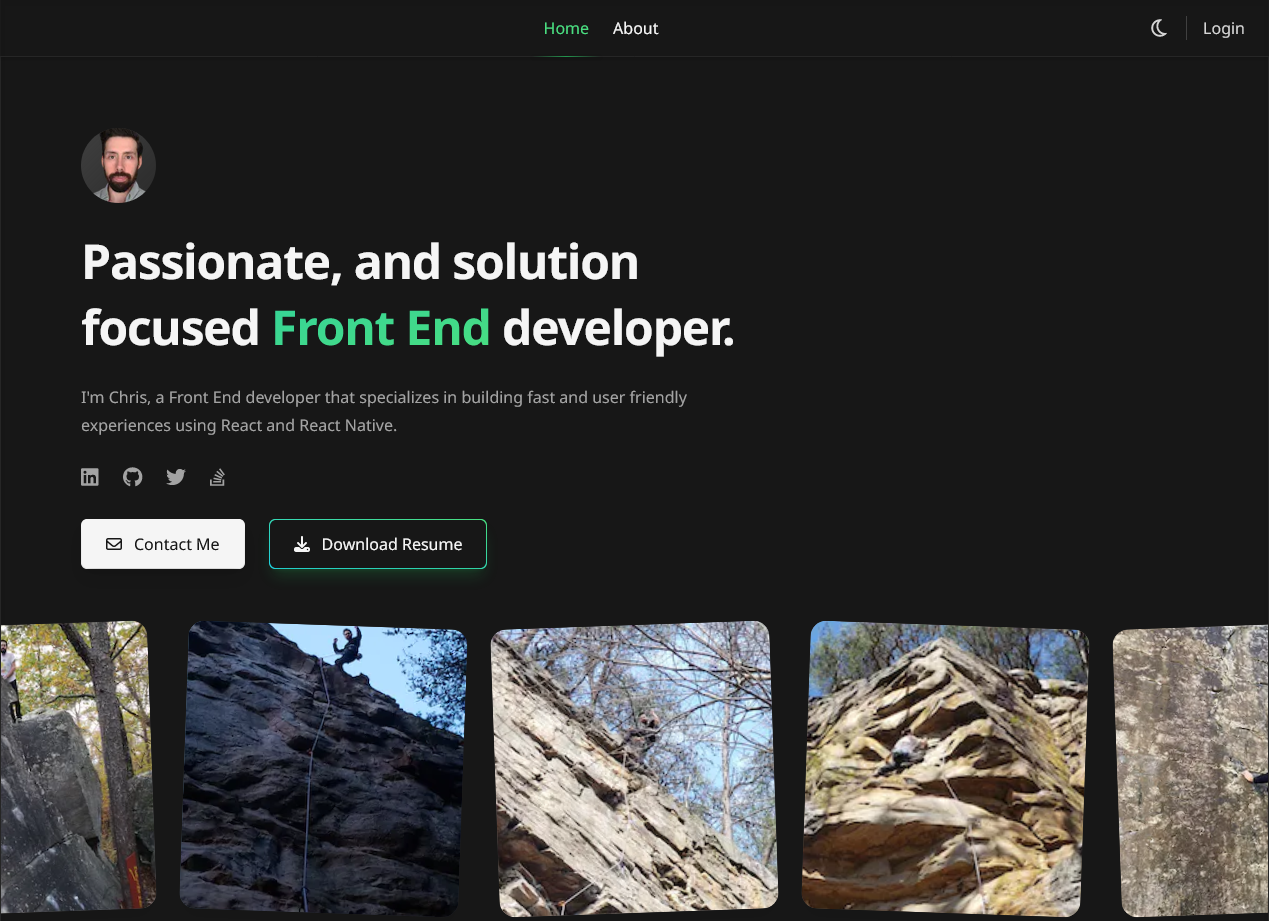 Home
About
Login
Passionate, and solution
focused Front End developer.
I'm Chris, a Front End developer that specializes in building fast and user friendly
experiences using React and React Native.
Contact Me
Download Resume